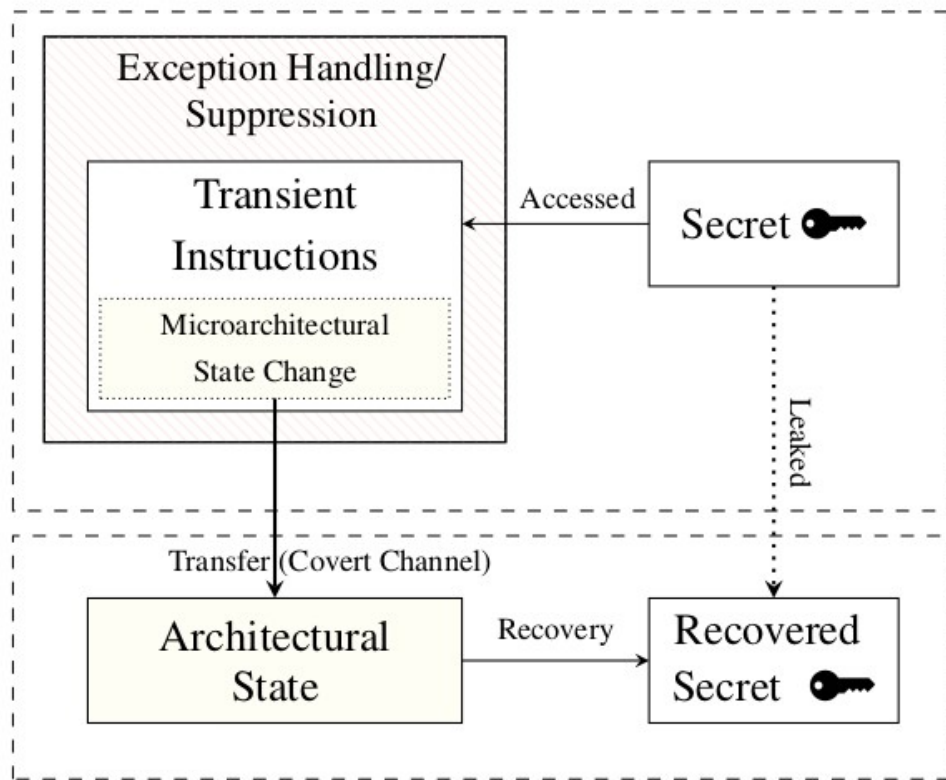 Exception Handling/
Suppression
Transient
Instructions
Microarchitectural
State Change
Accessed
Secret
Leaked
Transfer (Covert Channel)
Architectural
State
Recovery
Recovered
Secret